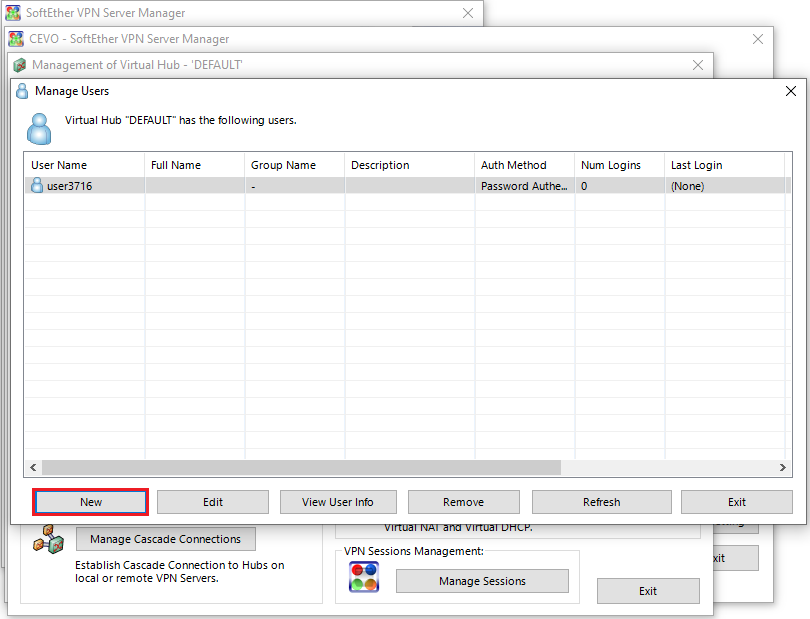 SoftEther VPN Server Manager
CEVO - SoftEther VPN Server Manager
Management of Virtual Hub - 'DEFAULT'
Manage Users
Virtual Hub "DEFAULT" has the following users.
User Name Full Name Group Name Description Auth Method Num Logins Last Login
user3716 - Password Authe... 0 (None)
New Edit View User Info Remove Refresh Exit
Virtual NAT and Virtual DHCP.
Manage Cascade Connections
VPN Sessions Management:
Establish Cascade Connection to Hubs on
local or remote VPN Servers.
Manage Sessions
Exit